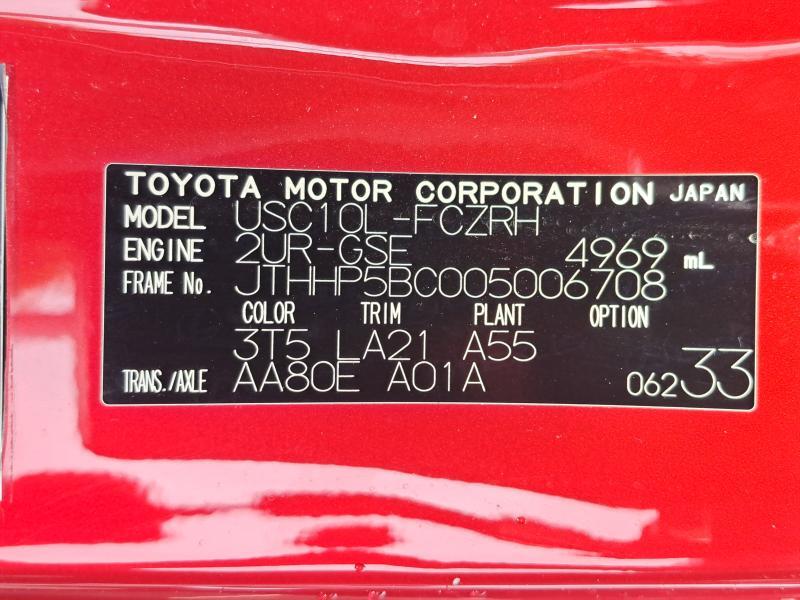 TOYOTA MOTOR CORPORATION JAPAN
MODEL USC10L-FCZRH
ENGINE 2UR-GSE 4969 mL
FRAME No. JTHHP5BC005006708
COLOR TRIM PLANT OPTION
3T5 LA21 A55
TRANS./AXLE AA80E A01A 06233